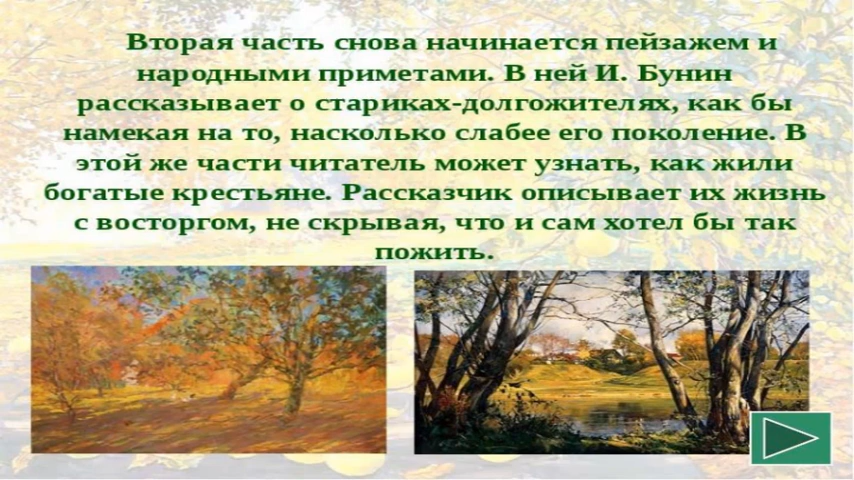 Вторая часть снова начинается пейзажем и
народными приметами. В ней И. Бунин
рассказывает о стариках-долгожителях, как бы
намекая на то, насколько слабее его поколение. В
этой же части читатель может узнать, как жили
богатые крестьяне. Рассказчик описывает их жизнь
с восторгом, не скрывая, что и сам хотел бы так
пожить.